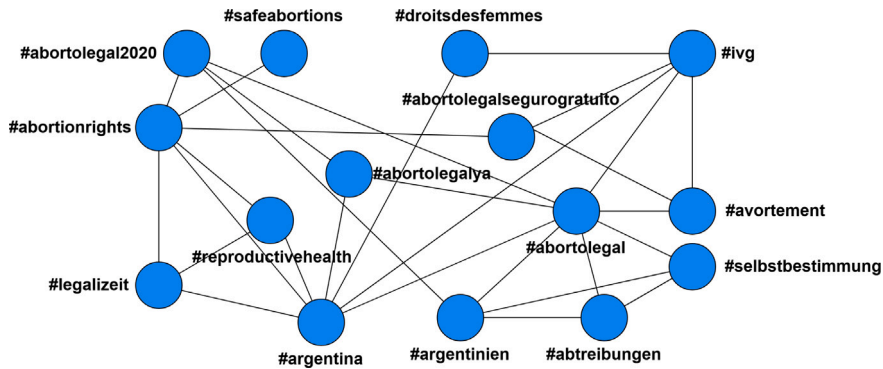 #safeabortions
#droitsdesfemmes
#abortolegal2020
#ivg
#abortolegalsegurogratuito
#abortionrights
#abortolegalya
#avortement
#abortolegal
#reproductivehealth
#selbstbestimmung
#legalizeit
#argentina
#argentinien
#abtreibungen